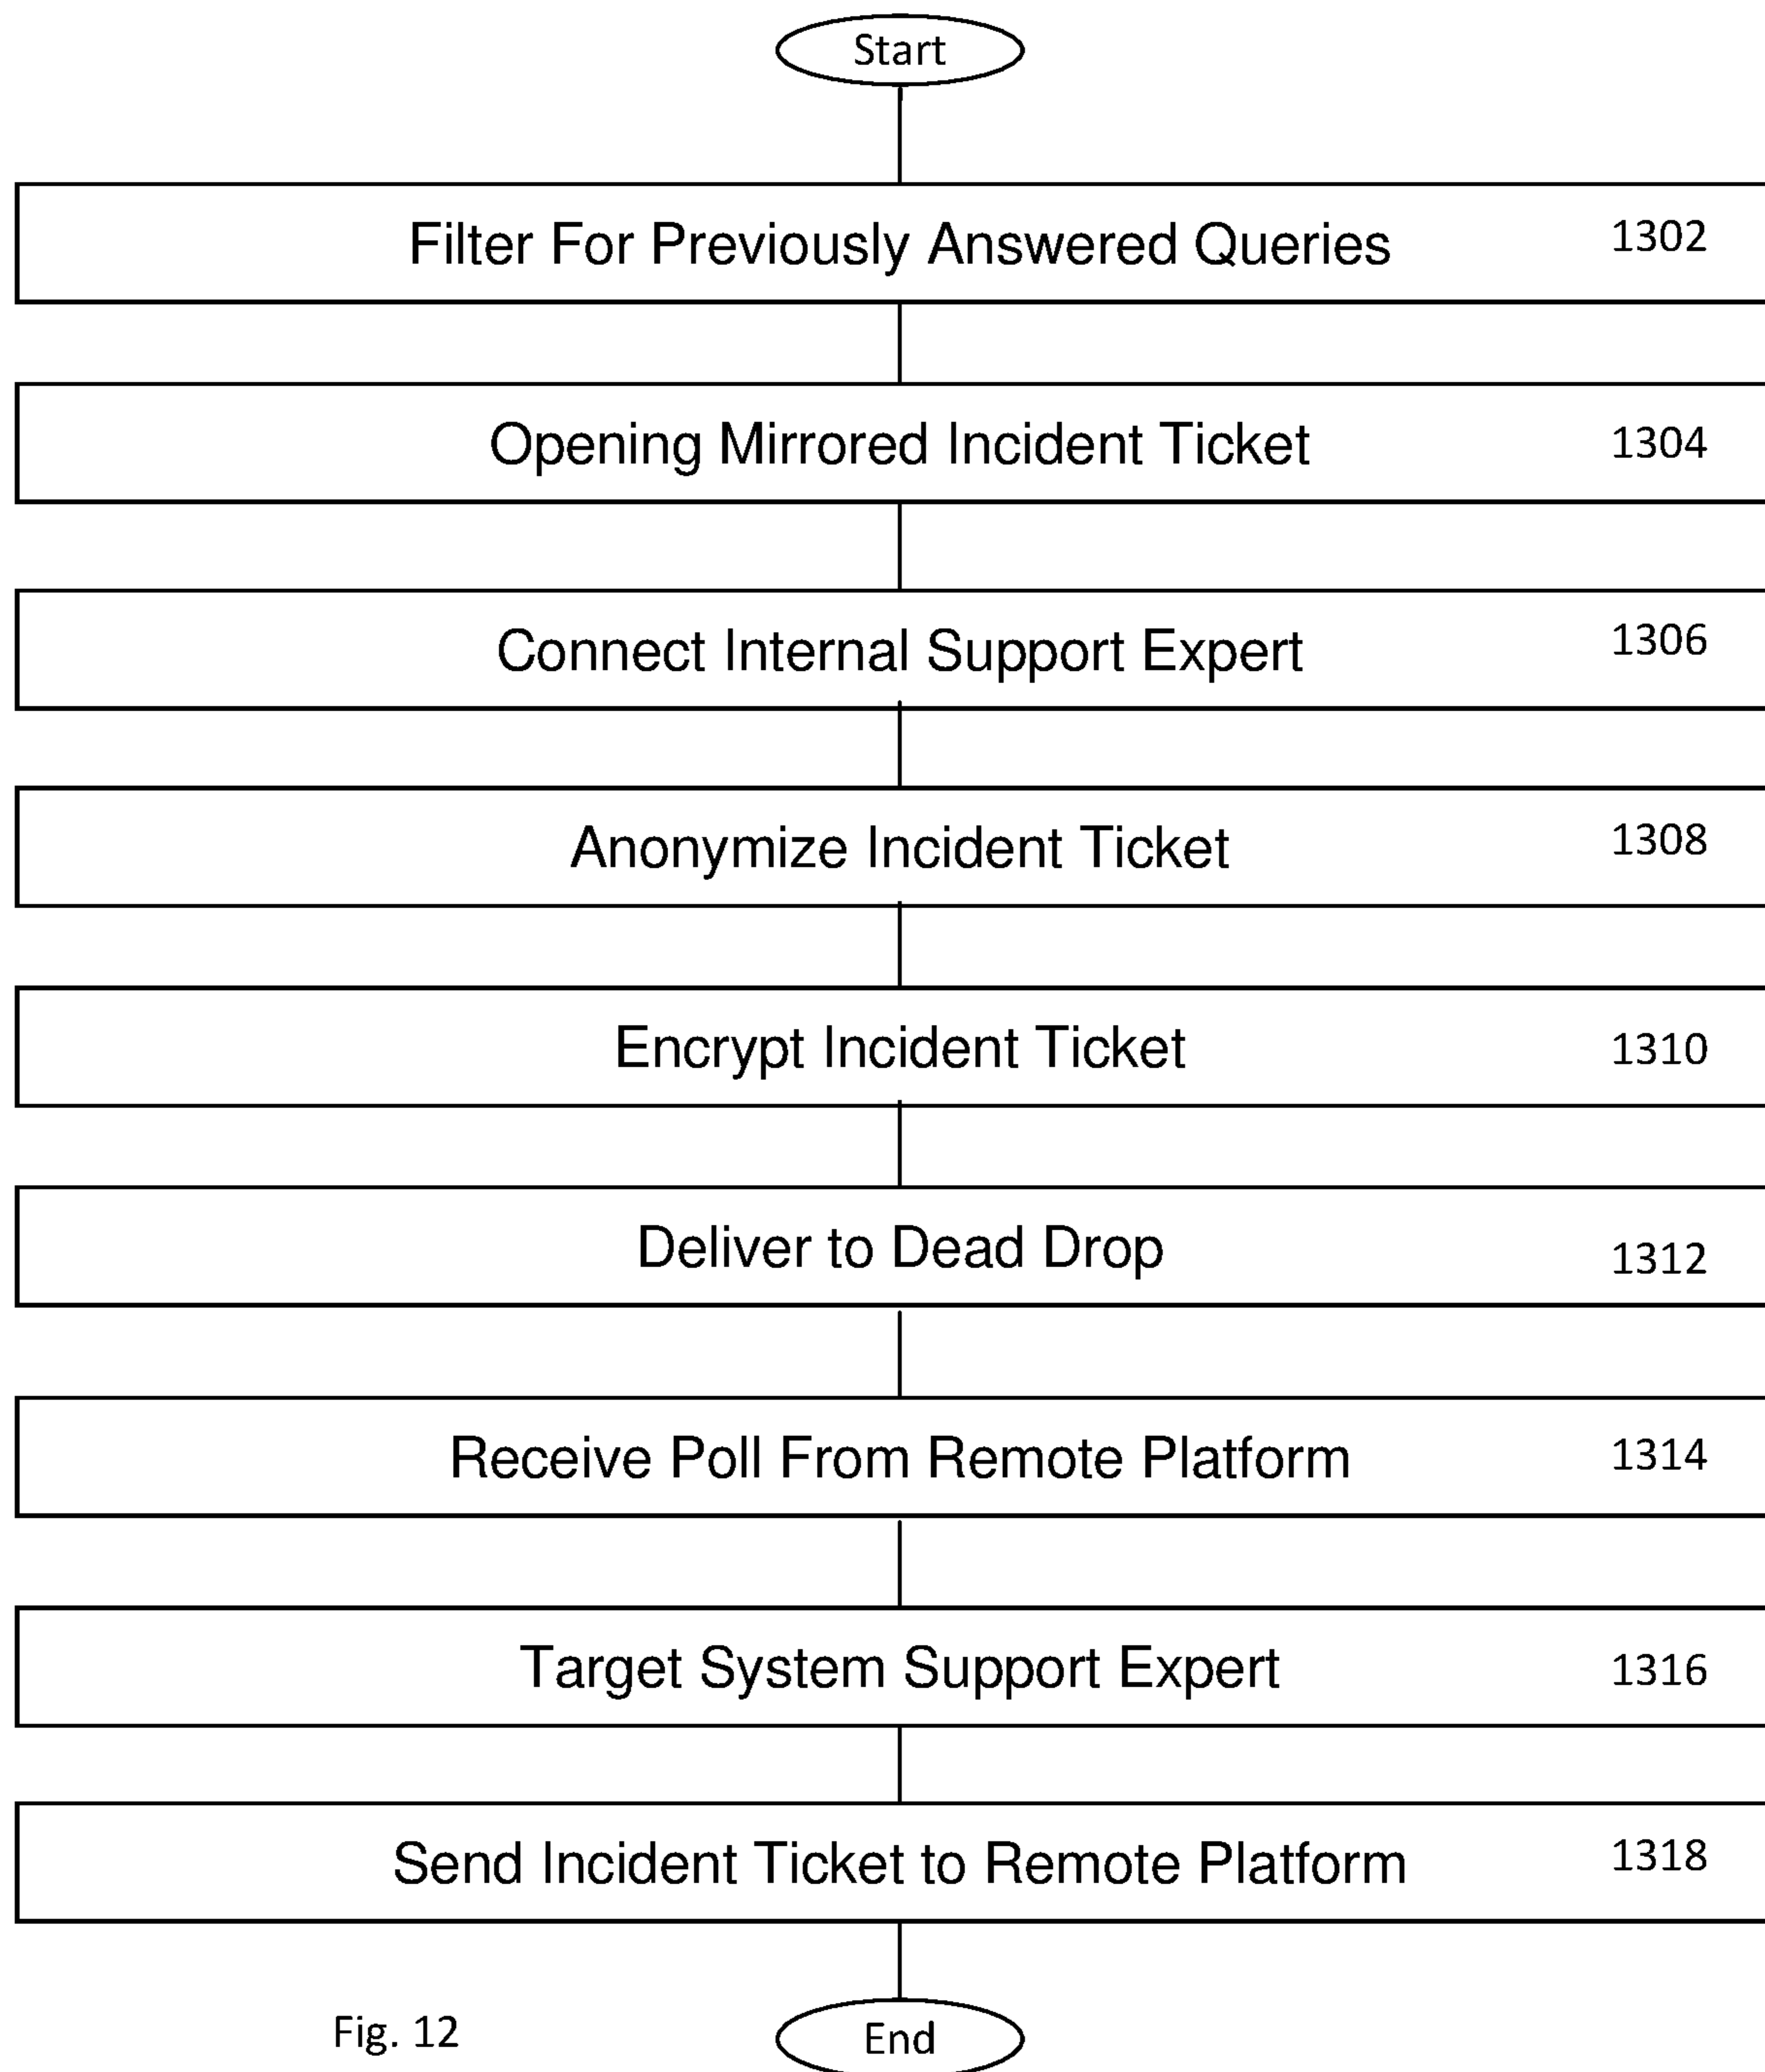 Start
Filter For Previously Answered Queries 1302
Opening Mirrored Incident Ticket 1304
Connect Internal Support Expert 1306
Anonymize Incident Ticket 1308
Encrypt Incident Ticket 1310
Deliver to Dead Drop 1312
Receive Poll From Remote Platform 1314
Target System Support Expert 1316
Send Incident Ticket to Remote Platform 1318
Fig. 12
End